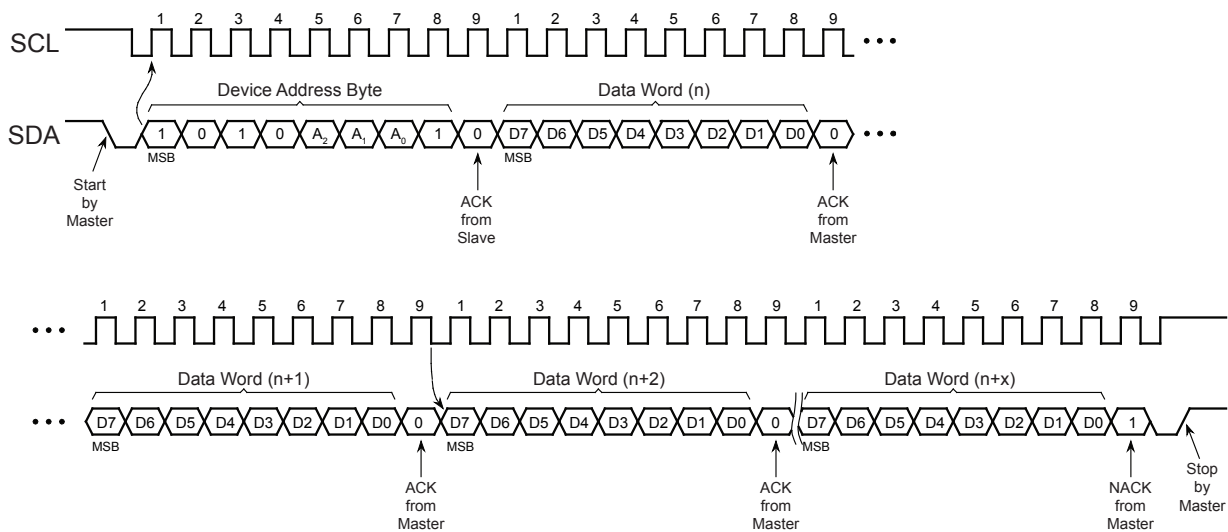 1 2 3 4 5 6 7 8 9 1 2 3 4 5 6 7 8 9
SCL
• • •
Device Address Byte Data Word (n)
SDA
1 0 1 0 A2 A1 A0 1 0 D7 D6 D5 D4 D3 D2 D1 D0 0
• • •
MSB MSB
Start
by
Master
ACK
from
Slave
ACK
from
Master
1 2 3 4 5 6 7 8 9 1 2 3 4 5 6 7 8 9 1 2 3 4 5 6 7 8 9
• • •
Data Word (n+1) Data Word (n+2) Data Word (n+x)
• • •
D7 D6 D5 D4 D3 D2 D1 D0 0 D7 D6 D5 D4 D3 D2 D1 D0 0 D7 D6 D5 D4 D3 D2 D1 D0 1
MSB MSB MSB
ACK
from
Master
ACK
from
Master
NACK
from
Master
Stop
by
Master